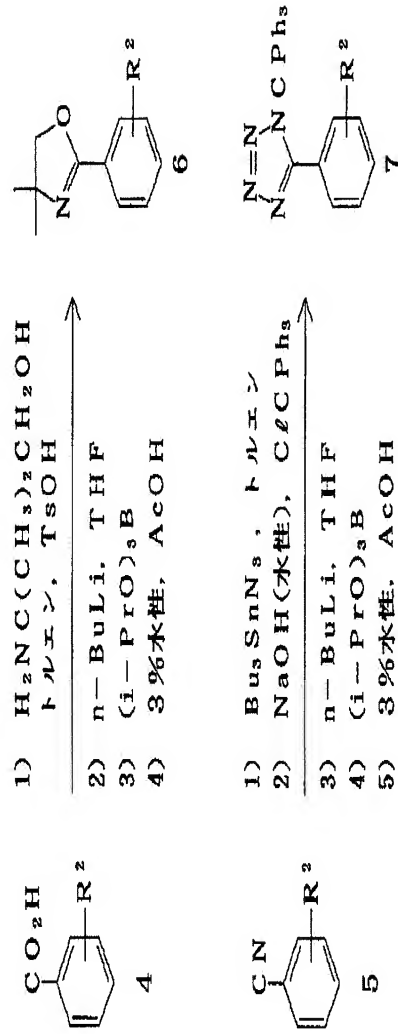 CO₂H
R²
4
1) H₂NC(CH₃)₂CH₂OH
トルエン, TsOH
2) n-BuLi, THF
3) (i-PrO)₃B
4) 3%水性, AcOH
N
O
R²
6
CN
R²
5
1) Bu₃SnN₃, トルエン
2) NaOH(水性), CℓCPh₃
3) n-BuLi, THF
4) (i-PrO)₃B
5) 3%水性, AcOH
N=N
N N CPh₃
R²
7